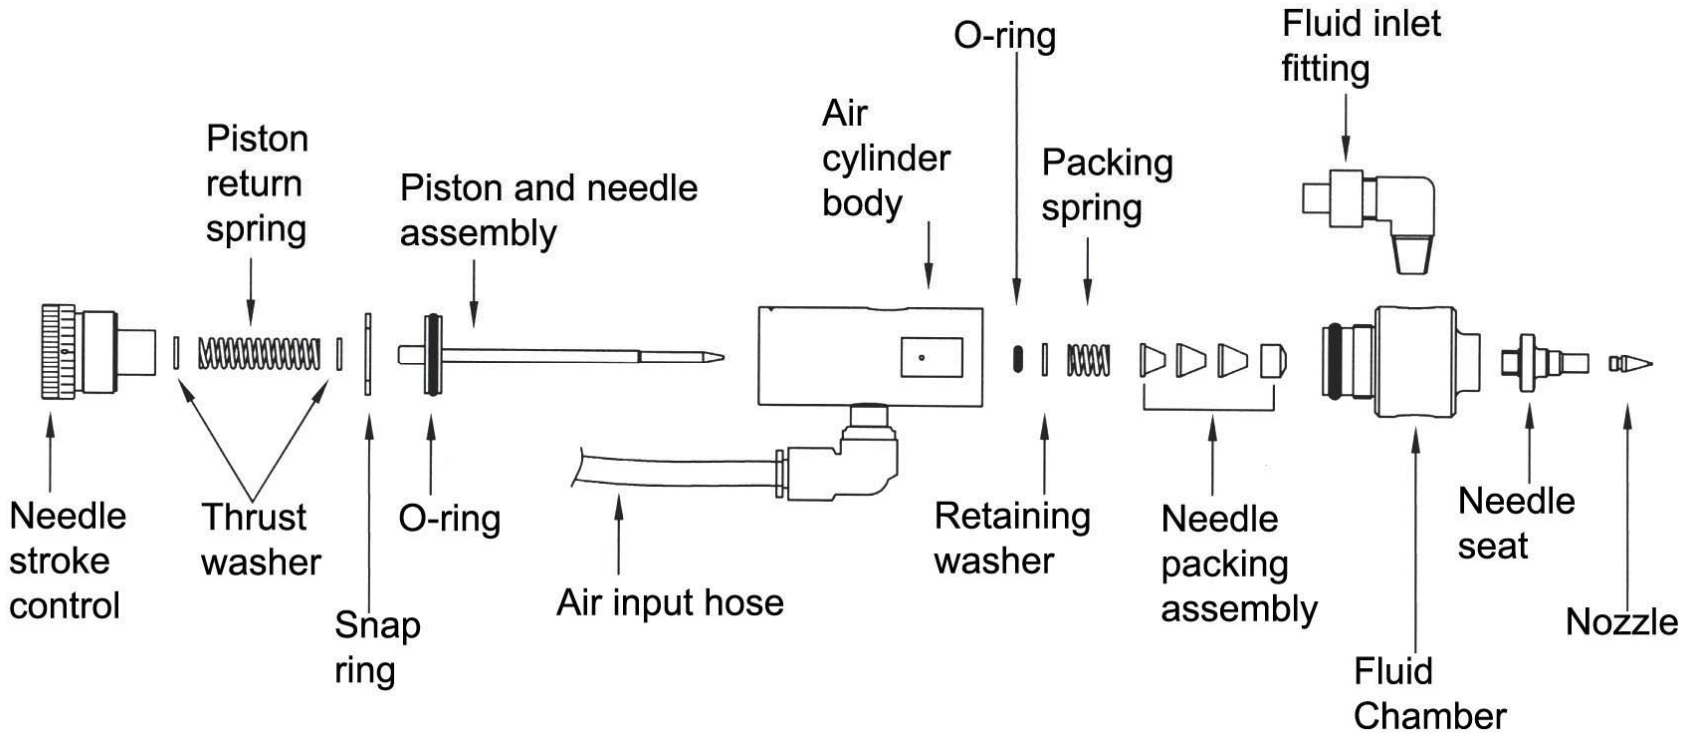 O-ring
Fluid inlet
fitting
Air
cylinder
body
Piston
return
spring
Packing
spring
Piston and needle
assembly
Needle
stroke
control
Thrust
washer
O-ring
Snap
ring
Air input hose
Retaining
washer
Needle
packing
assembly
Needle
seat
Nozzle
Fluid
Chamber